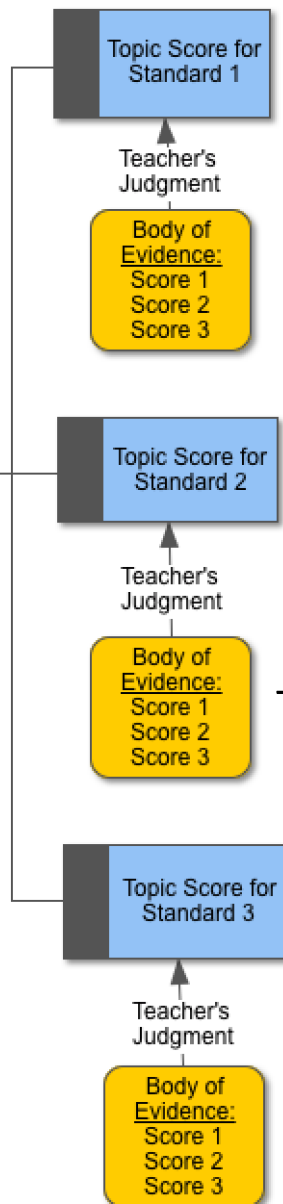 Topic Score for
Standard 1
Teacher's
Judgment
Body of
Evidence:
Score 1
Score 2
Score 3
Topic Score for
Standard 2
Teacher's
Judgment
Body of
Evidence:
Score 1
Score 2
Score 3
Topic Score for
Standard 3
Teacher's
Judgment
Body of
Evidence:
Score 1
Score 2
Score 3